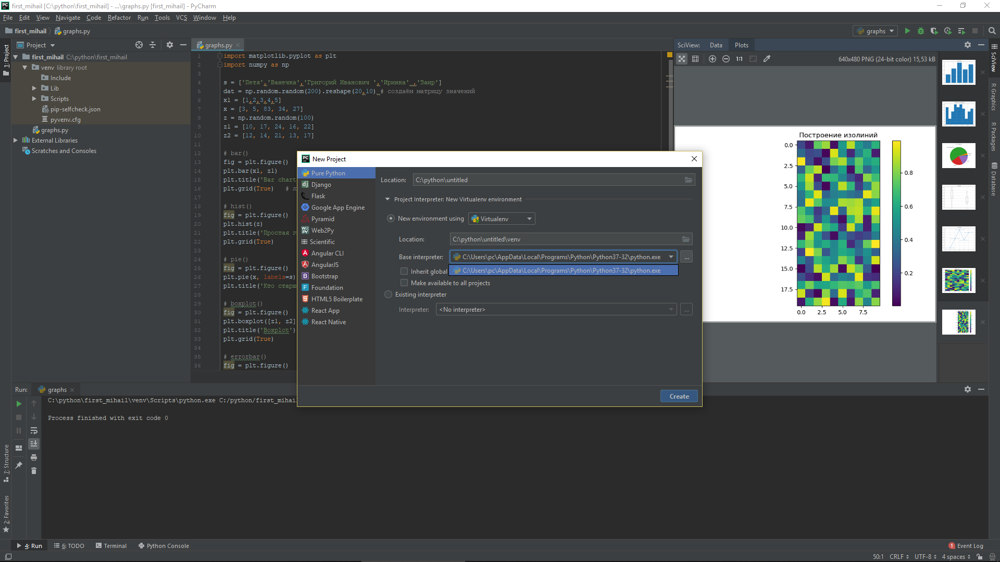 first_mihail [C:\python\first_mihail] - ...\graphs.py [first_mihail] - PyCharm
File Edit View Navigate Code Refactor Run Tools VCS Window Help
first_mihail graphs.py
graphs
Project
graphs.py
SciView: Data Plots
1: Project
first_mihail C:\python\first_mihail
venv library root
Include
Lib
Scripts
pip-selfcheck.json
pyvenv.cfg
graphs.py
External Libraries
Scratches and Consoles
1 import matplotlib.pyplot as plt
2 import numpy as np
3
4 s = ['Петя','Ванечка','Григорий Иванович ','Иринка' ,'Заир']
5 dat = np.random.random(200).reshape(20,10) # создаём матрицу значений
6 x1 = [1,2,3,4,5]
7 x = [3, 5, 83, 34, 27]
8 z = np.random.random(100)
9 z1 = [10, 17, 24, 16, 22]
10 z2 = [12, 14, 21, 13, 17]
11
12 # bar()
13 fig = plt.figure()
14 plt.bar(x1, z1)
15 plt.title('Bar chart
16 plt.grid(True) # л
17
18 # hist()
19 fig = plt.figure()
20 plt.hist(z)
21 plt.title('Простая г
22 plt.grid(True)
23
24 # pie()
25 fig = plt.figure()
26 plt.pie(x, labels=s)
27 plt.title('Кто старш
28
29 # boxplot()
30 fig = plt.figure()
31 plt.boxplot([z1, z2]
32 plt.title('Boxplot')
33 plt.grid(True)
34
35 # errorbar()
36 fig = plt.figure()
New Project
Pure Python
Django
Flask
Google App Engine
Pyramid
Web2Py
Scientific
Angular CLI
AngularJS
Bootstrap
Foundation
HTML5 Boilerplate
React App
React Native
Location: C:\python\untitled
Project Interpreter: New Virtualenv environment
New environment using Virtualenv
Location: C:\python\untitled\venv
Base interpreter: C:\Users\pc\AppData\Local\Programs\Python\Python37-32\python.exe ...
Inherit global C:\Users\pc\AppData\Local\Programs\Python\Python37-32\python.exe
Make available to all projects
Existing interpreter
Interpreter: <No interpreter> ...
Create
1:1 640x480 PNG (24-bit color) 15,53 kB
Построение изолиний
0.0
2.5
5.0
7.5
10.0
12.5
15.0
17.5
0.0 2.5 5.0 7.5
0.8
0.6
0.4
0.2
SciView
R Graphics
R Packages
Database
Run: graphs
C:\python\first_mihail\venv\Scripts\python.exe C:/python/first_mihail
Process finished with exit code 0
7: Structure
2: Favorites
4: Run 6: TODO Terminal Python Console
1 Event Log
50:1 CRLF UTF-8 4 spaces